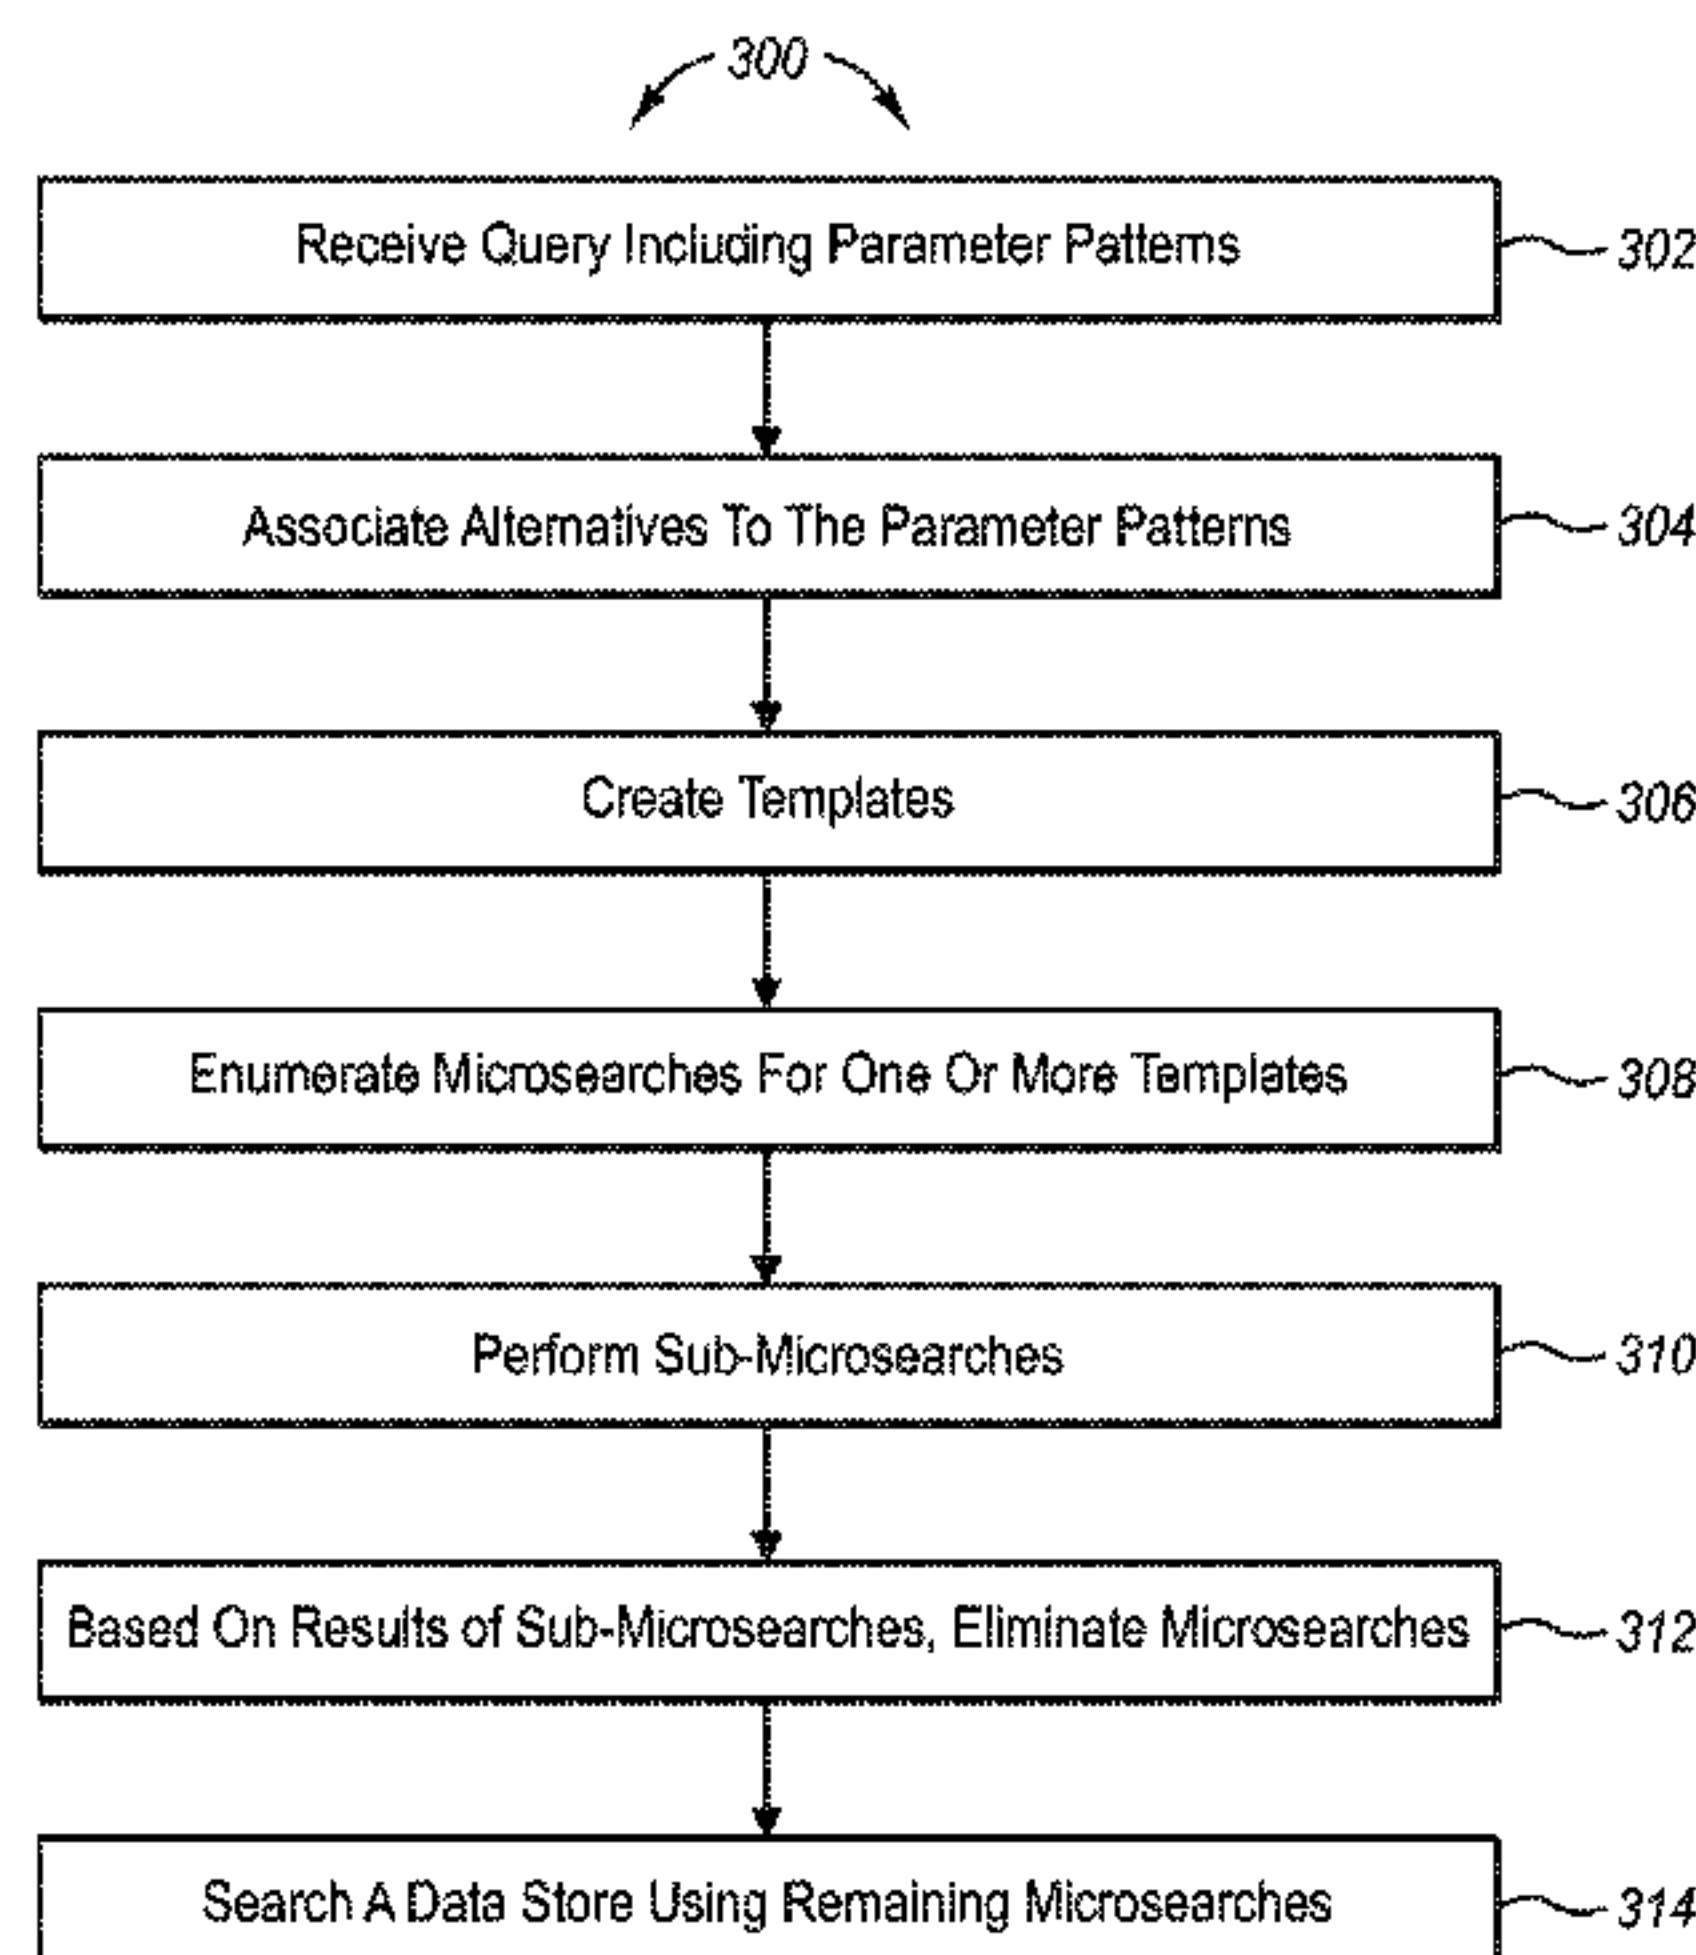 300
Receive Query Including Parameter Patterns
302
Associate Alternatives To The Parameter Patterns
304
Create Templates
306
Enumerate Microsearches For One Or More Templates
308
Perform Sub-Microsearches
310
Based On Results of Sub-Microsearches, Eliminate Microsearches
312
Search A Data Store Using Remaining Microsearches
314